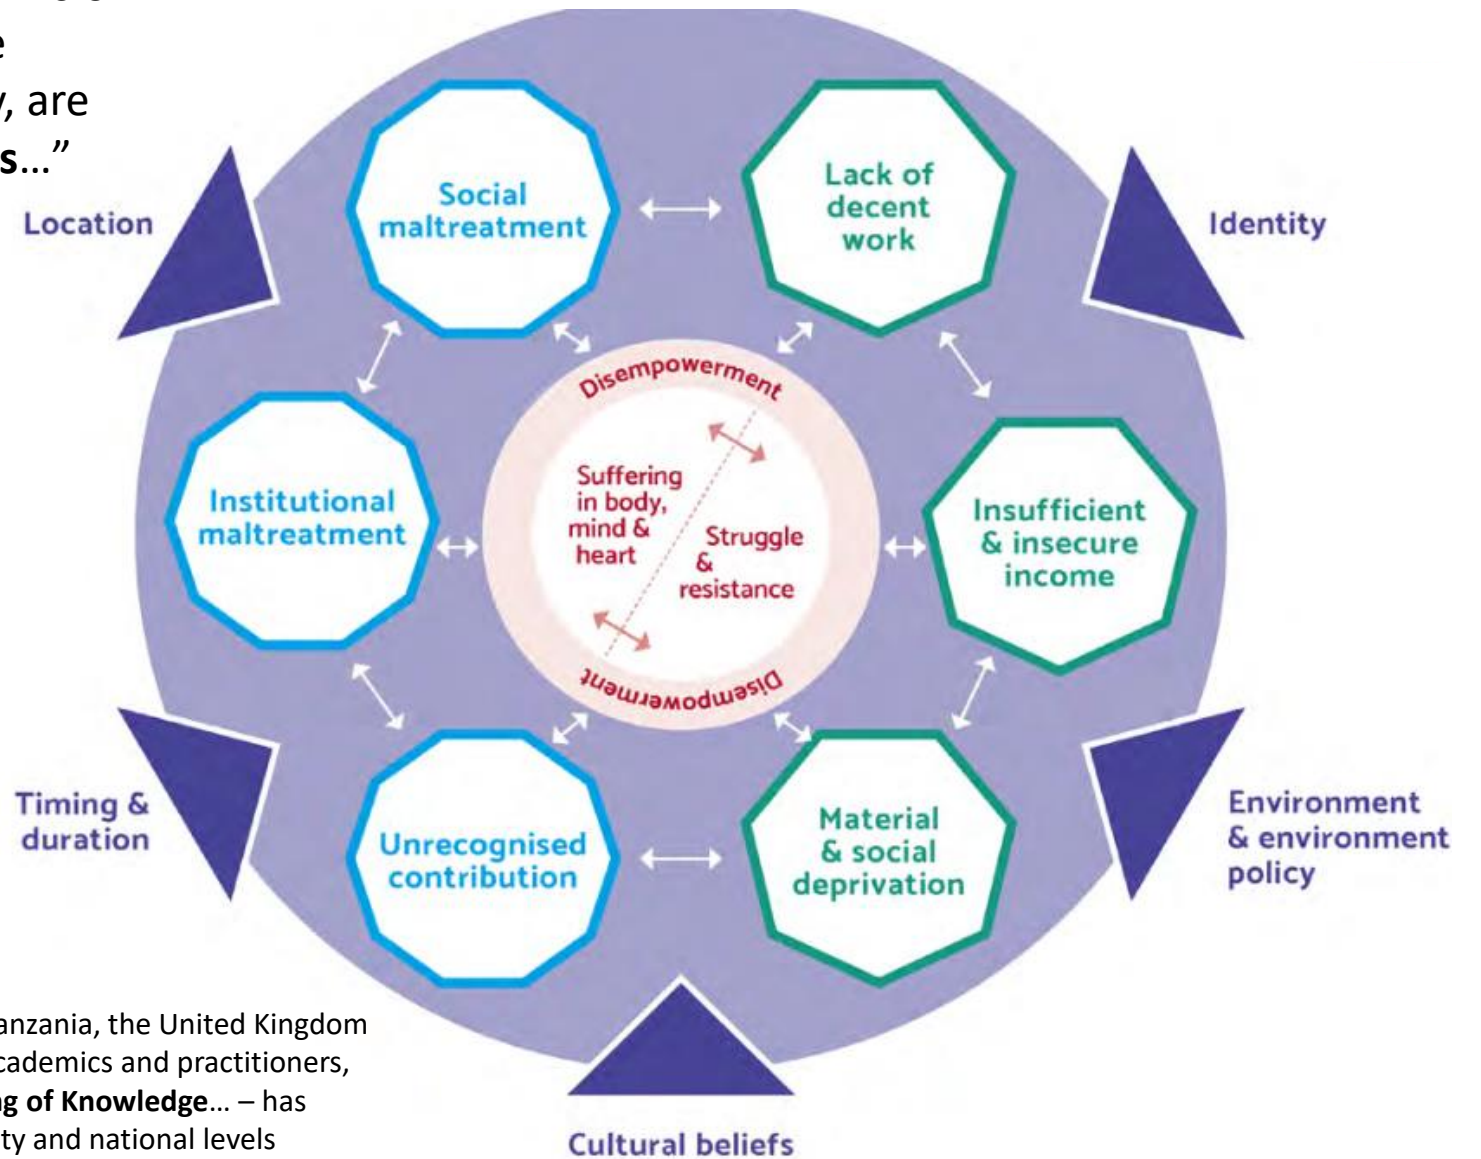 y, are
s…”
Location
Social
maltreatment
Lack of
decent
work
Identity
Disempowerment
Institutional
maltreatment
Suffering
in body,
mind &
heart
Struggle
&
resistance
Insufficient
& insecure
income
Disempowerment
Timing &
duration
Unrecognised
contribution
Material
& social
deprivation
Environment
& environment
policy
anzania, the United Kingdom
cademics and practitioners,
ng of Knowledge… – has
ity and national levels
Cultural beliefs